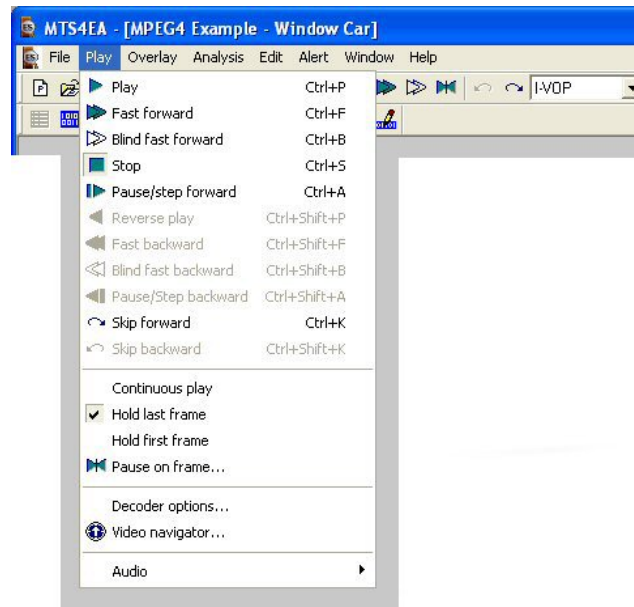 MTS4EA - [MPEG4 Example - Window Car]
File Play Overlay Analysis Edit Alert Window Help
I-VOP
Play Ctrl+P
Fast forward Ctrl+F
Blind fast forward Ctrl+B
Stop Ctrl+S
Pause/step forward Ctrl+A
Reverse play Ctrl+Shift+P
Fast backward Ctrl+Shift+F
Blind fast backward Ctrl+Shift+B
Pause/Step backward Ctrl+Shift+A
Skip forward Ctrl+K
Skip backward Ctrl+Shift+K
Continuous play
Hold last frame
Hold first frame
Pause on frame...
Decoder options...
Video navigator...
Audio